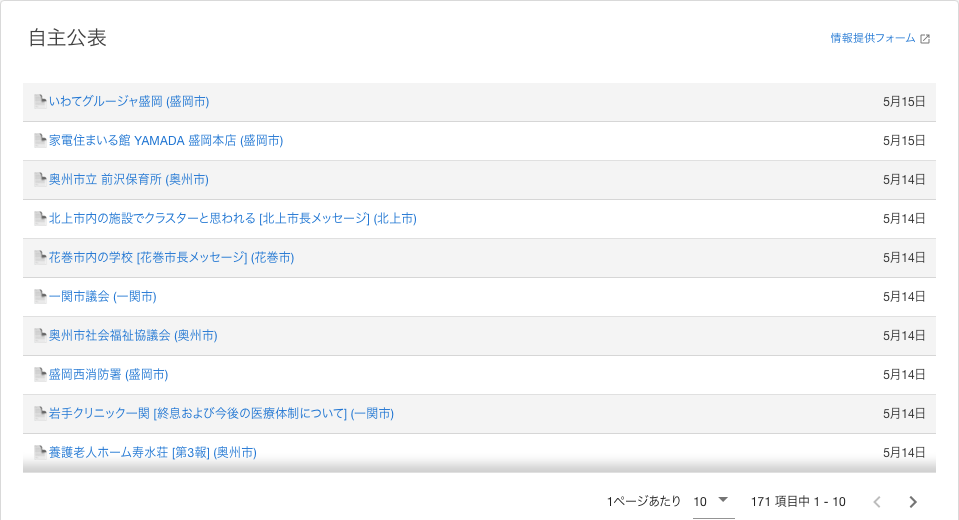 自主公表
情報提供フォーム
いわてグルージャ盛岡 (盛岡市) 5月15日
家電住まいる館 YAMADA 盛岡本店 (盛岡市) 5月15日
奥州市立 前沢保育所 (奥州市) 5月14日
北上市内の施設でクラスターと思われる [北上市長メッセージ] (北上市) 5月14日
花巻市内の学校 [花巻市長メッセージ] (花巻市) 5月14日
一関市議会 (一関市) 5月14日
奥州市社会福祉協議会 (奥州市) 5月14日
盛岡西消防署 (盛岡市) 5月14日
岩手クリニック一関 [終息および今後の医療体制について] (一関市) 5月14日
養護老人ホーム寿水荘 [第3報] (奥州市) 5月14日
1ページあたり 10 171 項目中 1 - 10